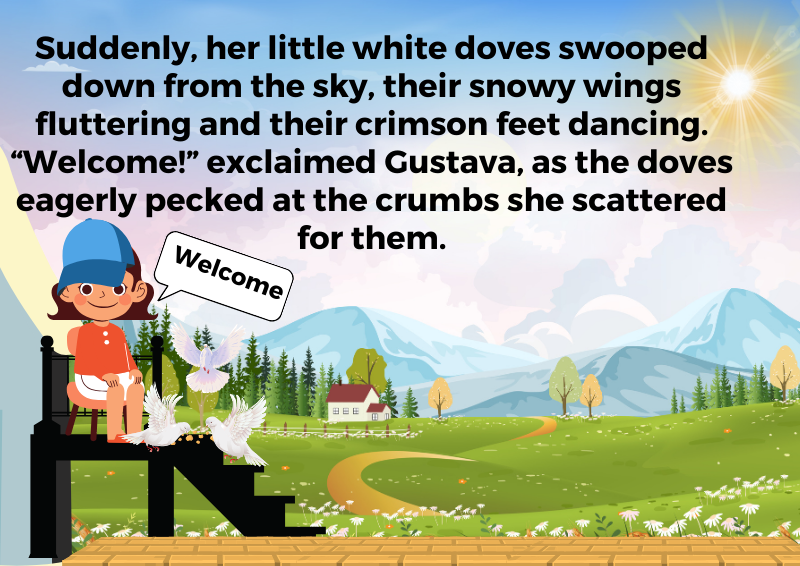 Suddenly, her little white doves swooped
down from the sky, their snowy wings
fluttering and their crimson feet dancing.
“Welcome!” exclaimed Gustava, as the doves
eagerly pecked at the crumbs she scattered
for them.
Welcome